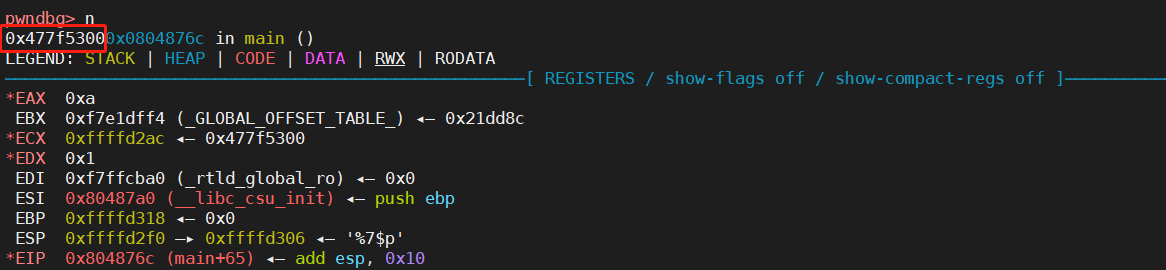 pwndbg> n
0x477f53000x0804876c in main ()
LEGEND: STACK | HEAP | CODE | DATA | RWX | RODATA
[ REGISTERS / show-flags off / show-compact-regs off ]
*EAX 0xa
EBX 0xf7e1dff4 (_GLOBAL_OFFSET_TABLE_) ◂— 0x21dd8c
*ECX 0xffffd2ac ◂— 0x477f5300
*EDX 0x1
EDI 0xf7ffcba0 (_rtld_global_ro) ◂— 0x0
ESI 0x80487a0 (__libc_csu_init) ◂— push ebp
EBP 0xffffd318 ◂— 0x0
ESP 0xffffd2f0 —▸ 0xffffd306 ◂— '%7$p'
*EIP 0x804876c (main+65) ◂— add esp, 0x10